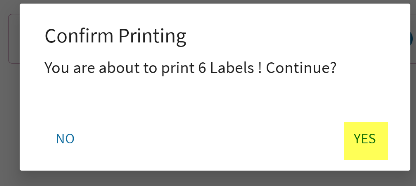 Confirm Printing
You are about to print 6 Labels ! Continue?
NO
YES